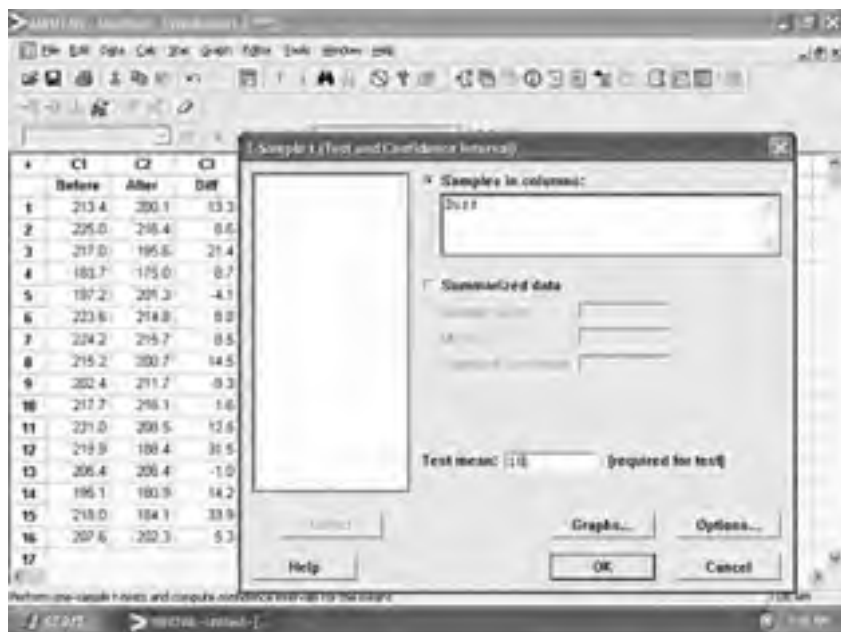 File Edit Data Calc Stat Graph Editor Tools Window Help
1-Sample t (Test and Confidence Interval)
C1 C2 C3
Before After Diff
1 213.4 200.1 13.3
2 225.0 216.4 8.6
3 217.0 195.6 21.4
4 183.7 175.0 8.7
5 197.2 201.3 -4.1
6 223.6 214.8 8.8
7 224.2 215.7 8.5
8 215.2 200.7 14.5
9 202.4 211.7 -9.3
10 217.7 216.1 1.6
11 221.0 208.5 12.6
12 219.9 188.4 31.5
13 206.4 -1.0
14 195.1 180.9 14.2
15 218.0 184.1 33.9
16 207.6 202.3 5.3
17
Samples in columns:
Diff
Summarized data
Test mean: 10 (required for test)
Select
Graphs... Options...
Help OK Cancel
Perform one-sample t-tests and compute confidence intervals for the means
START